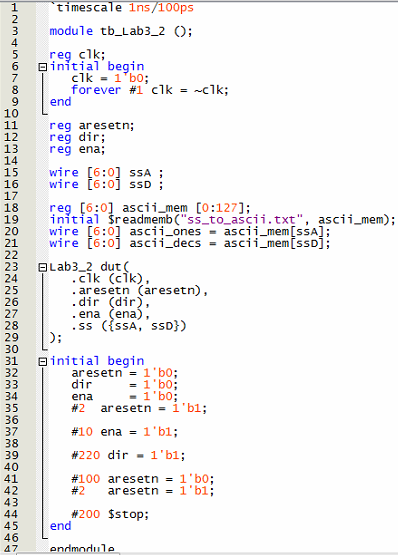 1 `timescale 1ns/100ps
2
3 module tb_Lab3_2 ();
4
5 reg clk;
6 initial begin
7 clk = 1'b0;
8 forever #1 clk = ~clk;
9 end
10
11 reg aresetn;
12 reg dir;
13 reg ena;
14
15 wire [6:0] ssA ;
16 wire [6:0] ssD ;
17
18 reg [6:0] ascii_mem [0:127];
19 initial $readmemb("ss_to_ascii.txt", ascii_mem);
20 wire [6:0] ascii_ones = ascii_mem[ssA];
21 wire [6:0] ascii_decs = ascii_mem[ssD];
22
23 Lab3_2 dut(
24 .clk (clk),
25 .aresetn (aresetn),
26 .dir (dir),
27 .ena (ena),
28 .ss ({ssA, ssD})
29 );
30
31 initial begin
32 aresetn = 1'b0;
33 dir = 1'b0;
34 ena = 1'b0;
35 #2 aresetn = 1'b1;
36
37 #10 ena = 1'b1;
38
39 #220 dir = 1'b1;
40
41 #100 aresetn = 1'b0;
42 #2 aresetn = 1'b1;
43
44 #200 $stop;
45 end
46
47 endmodule